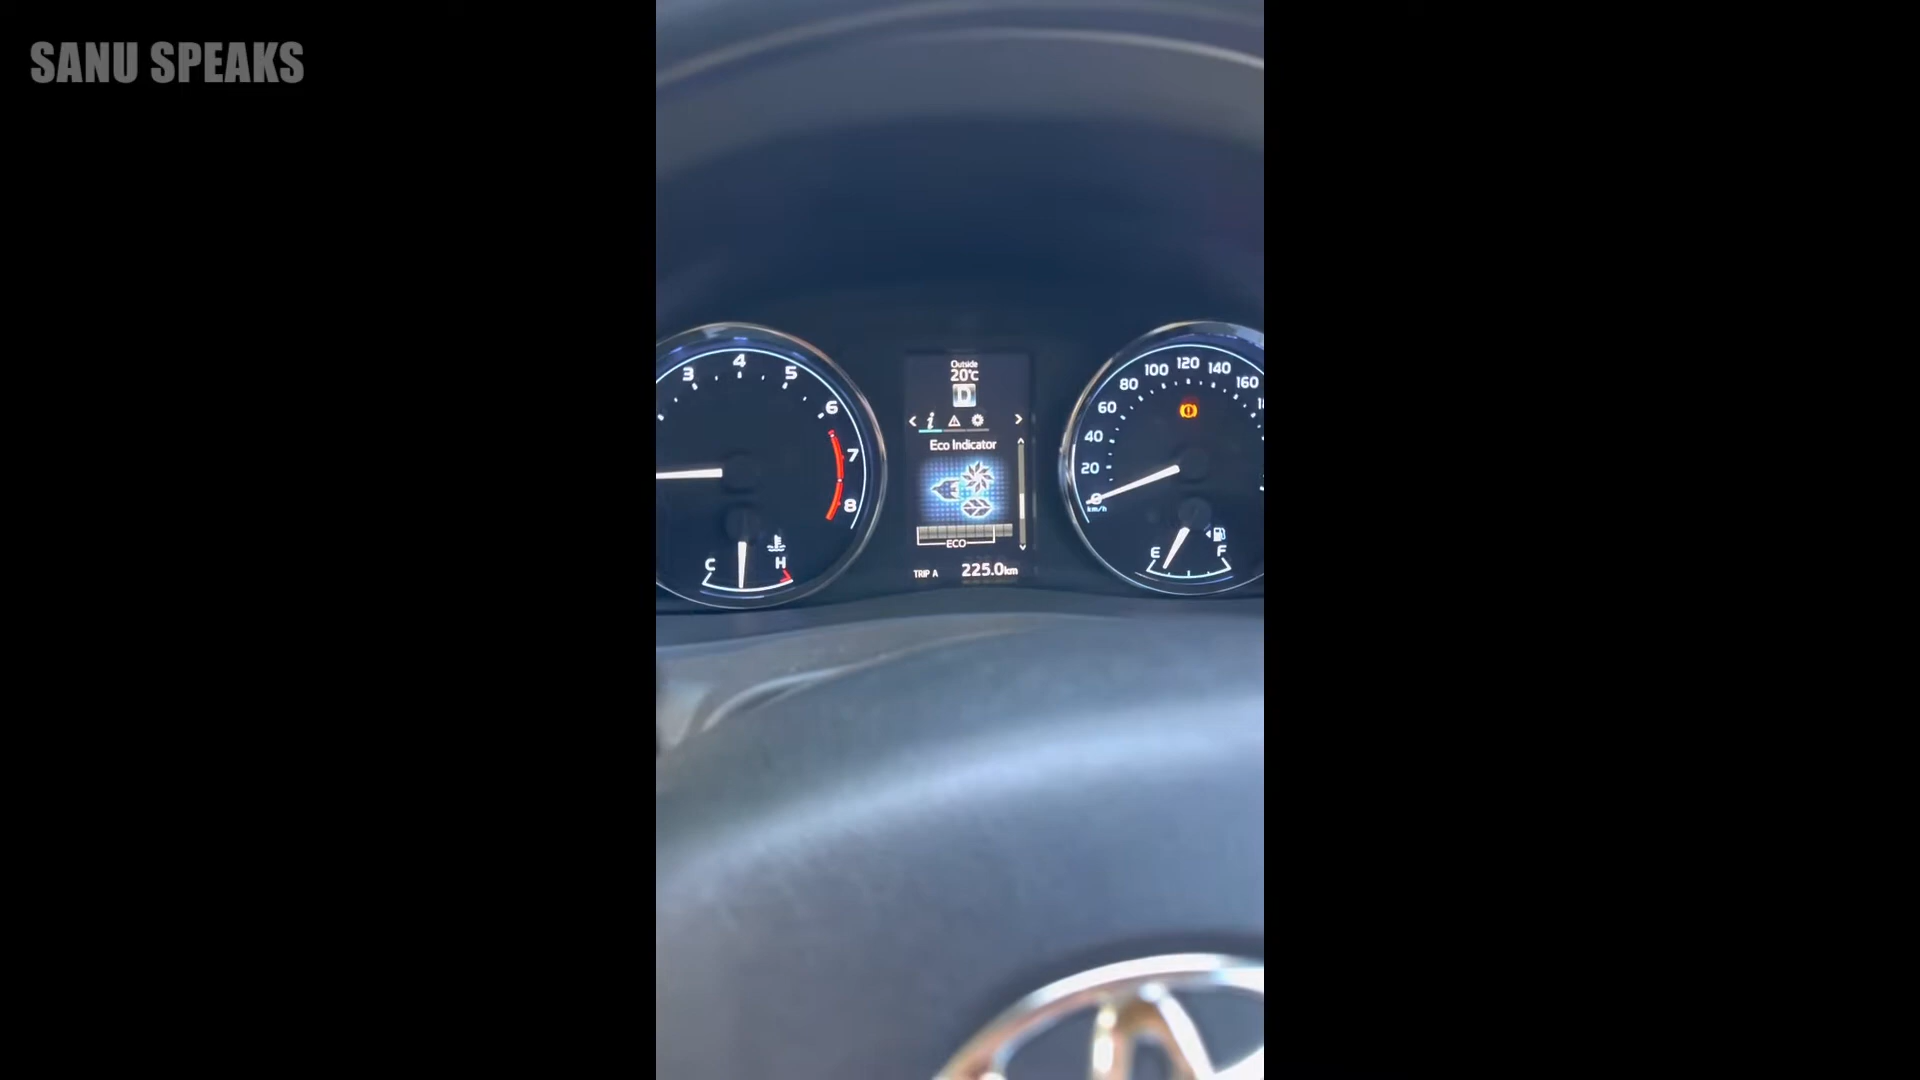 SANU SPEAKS
3
4
5
6
7
8
C
H
Outside
20°C
D
i
Eco Indicator
ECO
TRIP A 225.0km
0
20
40
60
80
100
120
140
160
km/h
E
F